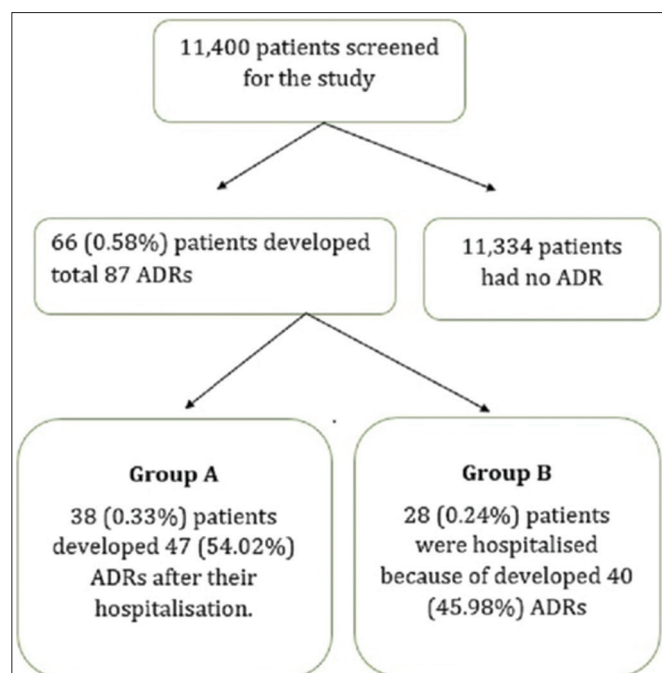 11,400 patients screened
for the study
66 (0.58%) patients developed
total 87 ADRs
11,334 patients
had no ADR
Group A
38 (0.33%) patients
developed 47 (54.02%)
ADRs after their
hospitalisation.
Group B
28 (0.24%) patients
were hospitalised
because of developed 40
(45.98%) ADRs